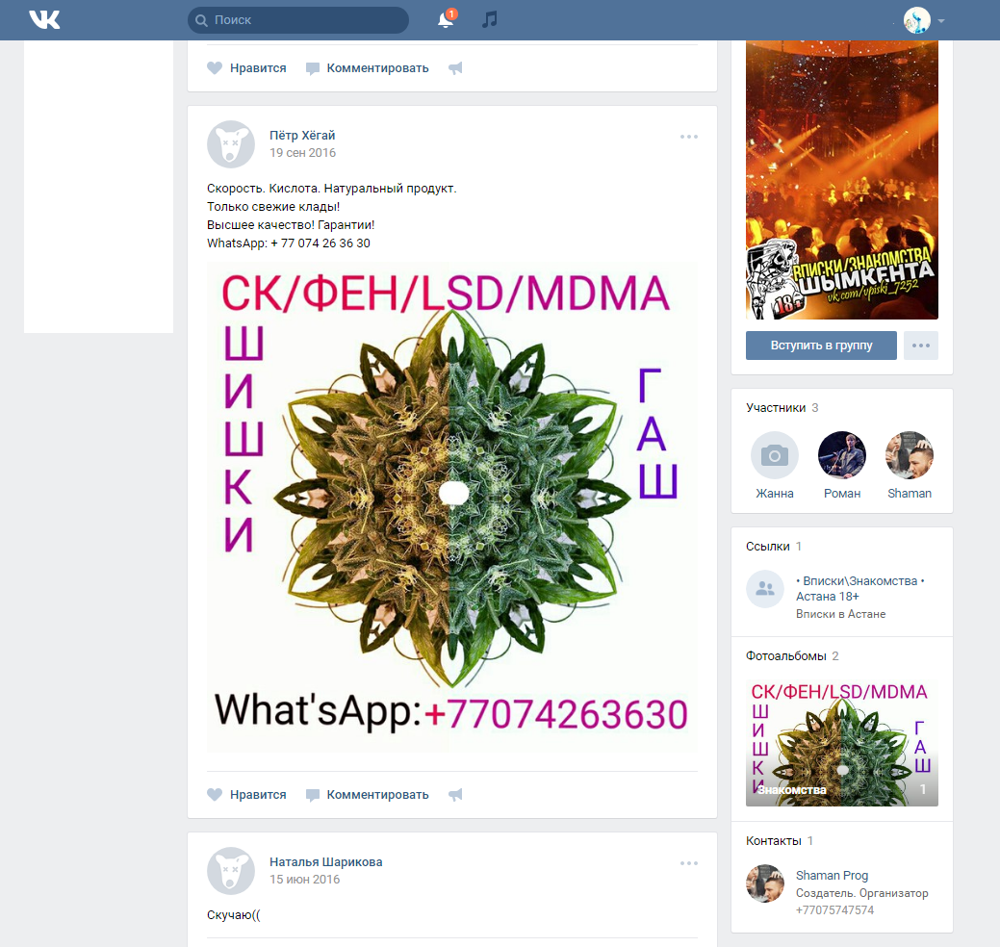 VK
Поиск
1
Нравится
Комментировать
Пётр Хёгай
19 сен 2016
Скорость. Кислота. Натуральный продукт.
Только свежие клады!
Высшее качество! Гарантии!
WhatsApp: + 77 074 26 36 30
СК/ФЕН/LSD/MDMA
ШИШКИ
ГАШ
What'sApp:+77074263630
Нравится
Комментировать
Наталья Шарикова
15 июн 2016
Скучаю((
ВПИСКИ/ЗНАКОМСТВА
ШЫМКЕНТА
vk.com/vpiski_7252
18+
Вступить в группу
Участники 3
Жанна
Роман
Shaman
Ссылки 1
• Вписки\Знакомства •
Астана 18+
Вписки в Астане
Фотоальбомы 2
СК/ФЕН/LSD/MDMA
ШИШКИ
ГАШ
Знакомства 1
Контакты 1
Shaman Prog
Создатель. Организатор
+77075747574